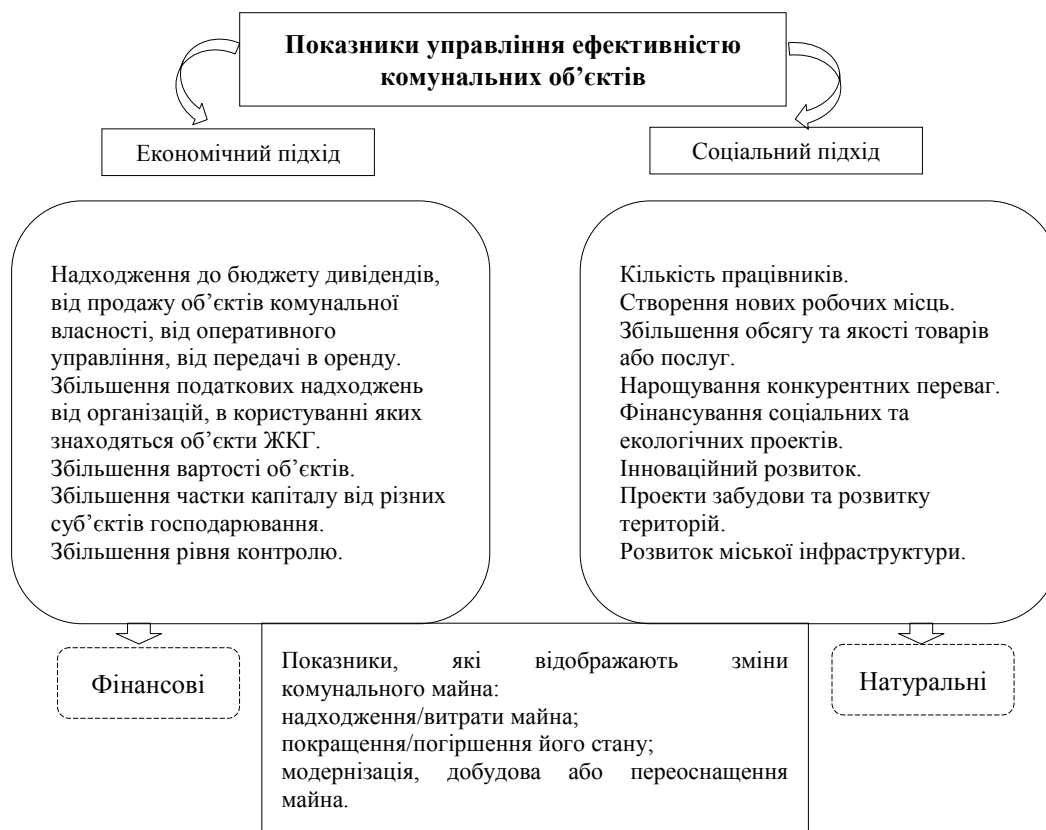 Показники управління ефективністю
комунальних об’єктів
Економічний підхід
Соціальний підхід
Надходження до бюджету дивідендів,
від продажу об’єктів комунальної
власності, від оперативного
управління, від передачі в оренду.
Збільшення податкових надходжень
від організацій, в користуванні яких
знаходяться об’єкти ЖКГ.
Збільшення вартості об’єктів.
Збільшення частки капіталу від різних
суб’єктів господарювання.
Збільшення рівня контролю.
Кількість працівників.
Створення нових робочих місць.
Збільшення обсягу та якості товарів
або послуг.
Нарощування конкурентних переваг.
Фінансування соціальних та
екологічних проектів.
Інноваційний розвиток.
Проекти забудови та розвитку
територій.
Розвиток міської інфраструктури.
Фінансові
Показники, які відображають зміни
комунального майна:
надходження/витрати майна;
покращення/погіршення його стану;
модернізація, добудова або переоснащення
майна.
Натуральні